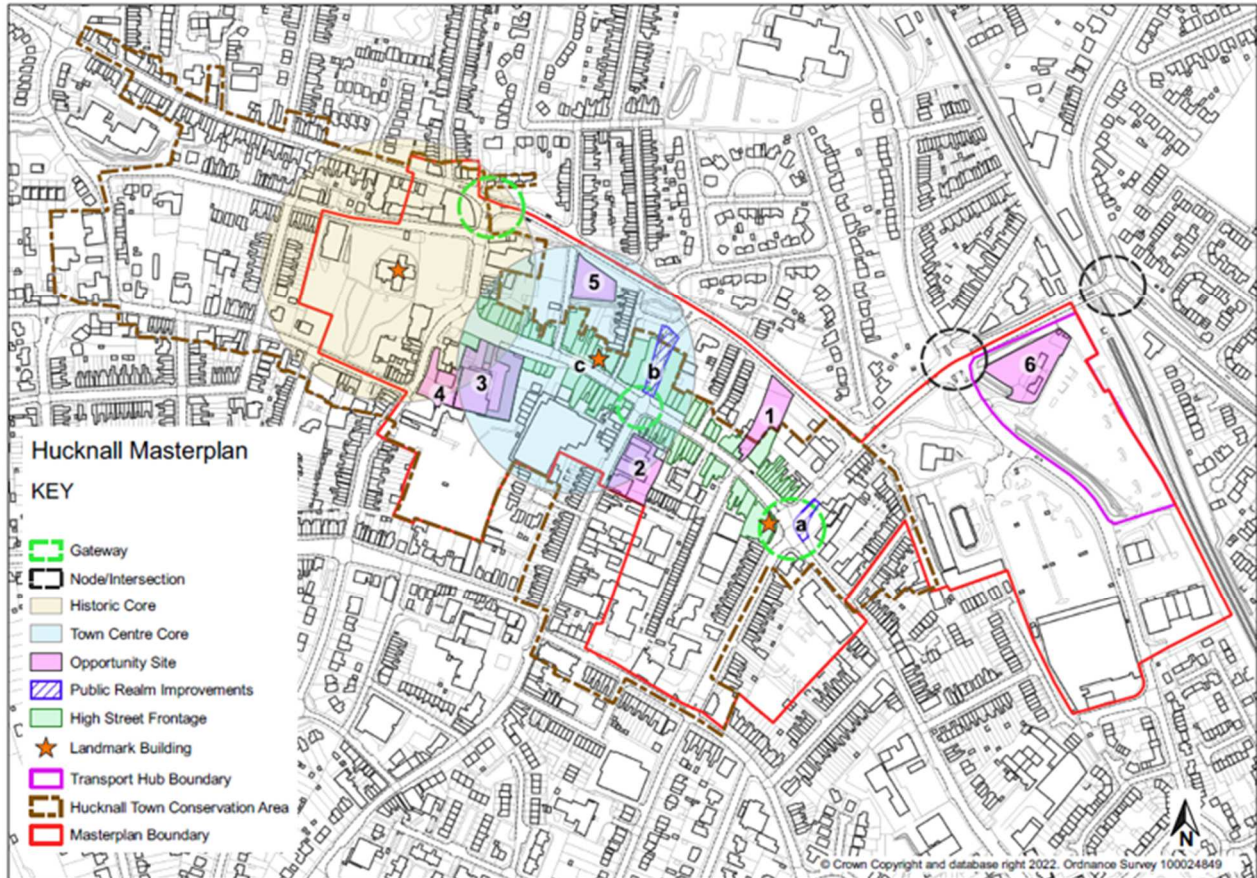 5
c
b
3
4
6
1
2
a
Hucknall Masterplan
KEY
Gateway
Node/Intersection
Historic Core
Town Centre Core
Opportunity Site
Public Realm Improvements
High Street Frontage
Landmark Building
Transport Hub Boundary
Hucknall Town Conservation Area
Masterplan Boundary
N
© Crown Copyright and database right 2022. Ordnance Survey 100024849